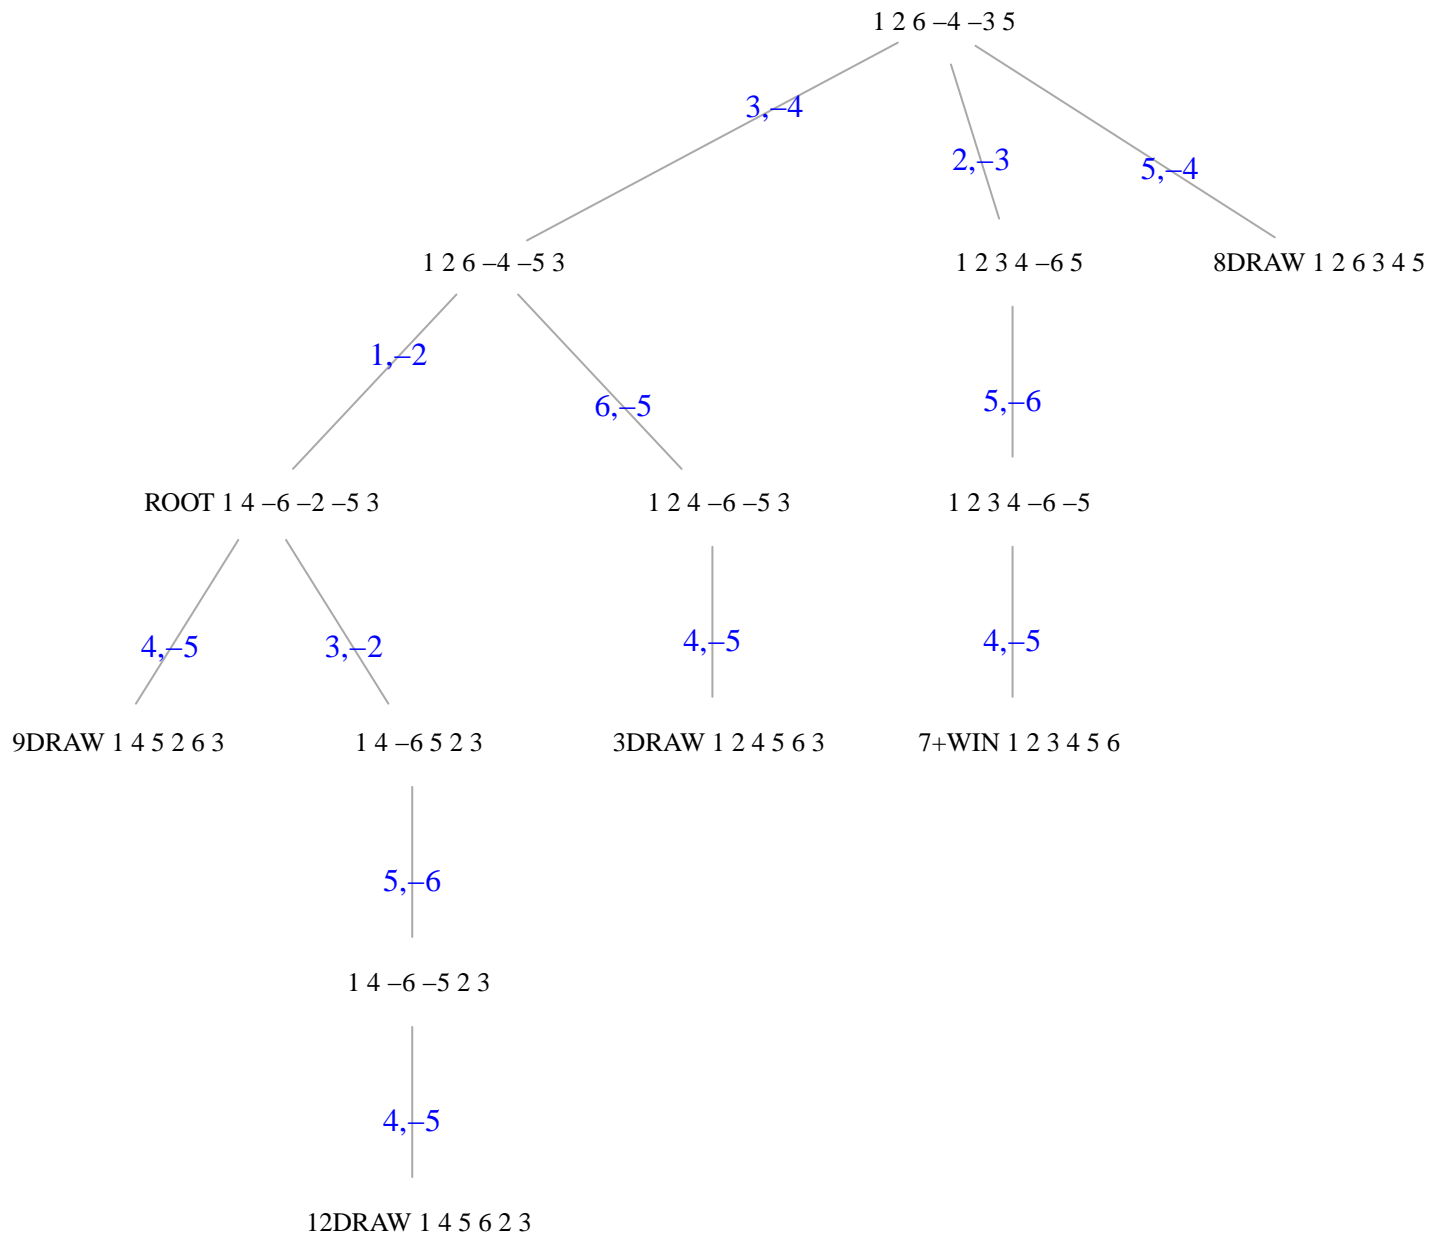 1 2 6 –4 –3 5
3,–4
2,–3
5,–4
1 2 6 –4 –5 3
1 2 3 4 –6 5
8DRAW 1 2 6 3 4 5
1,–2
6,–5
5,–6
ROOT 1 4 –6 –2 –5 3
1 2 4 –6 –5 3
1 2 3 4 –6 –5
4,–5
3,–2
4,–5
4,–5
9DRAW 1 4 5 2 6 3
1 4 –6 5 2 3
3DRAW 1 2 4 5 6 3
7+WIN 1 2 3 4 5 6
5,–6
1 4 –6 –5 2 3
4,–5
12DRAW 1 4 5 6 2 3